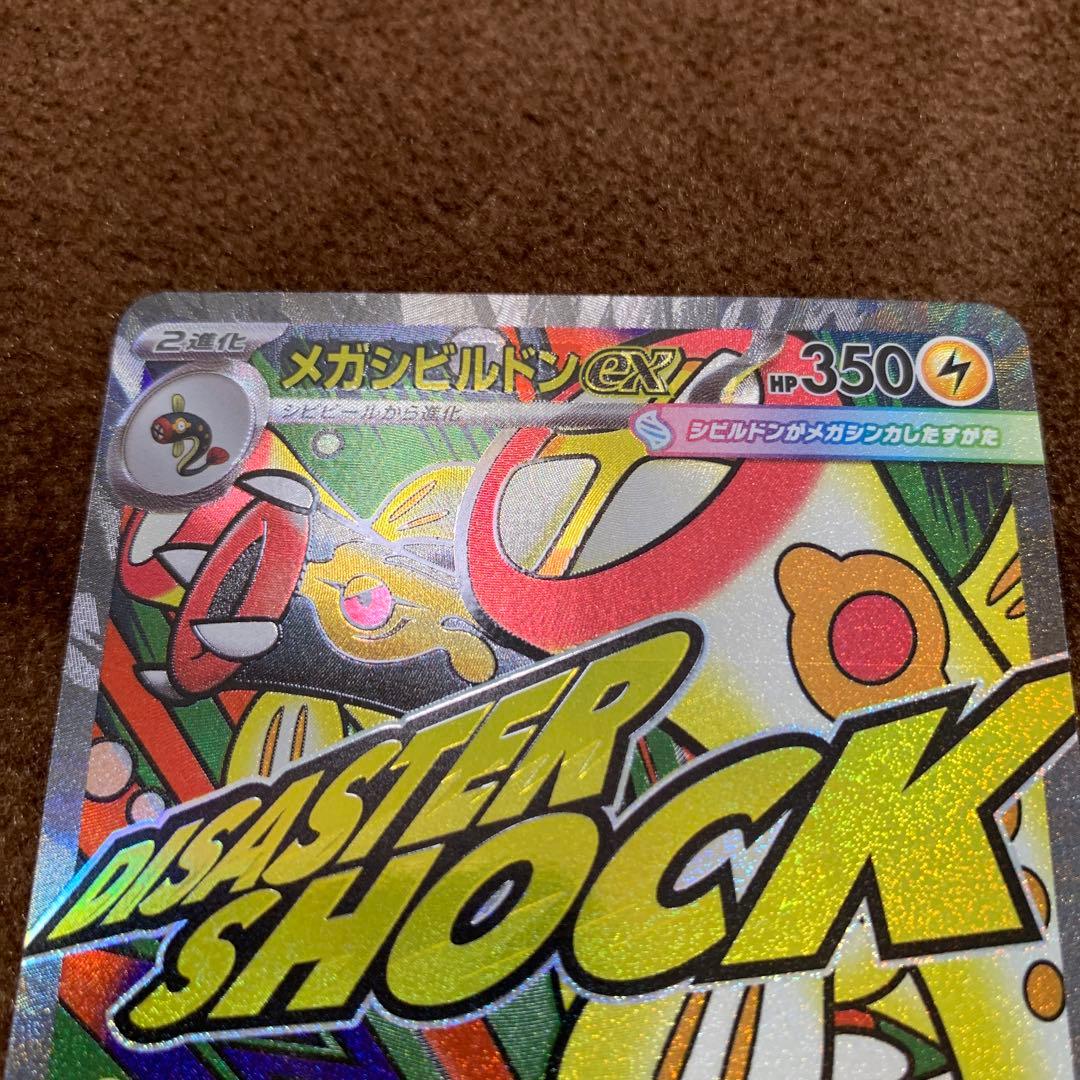 2進化
メガシビルドンex
HP350
シビビールから進化
シビルドンがメガシンカしたすがた
DISASTER
SHOCK